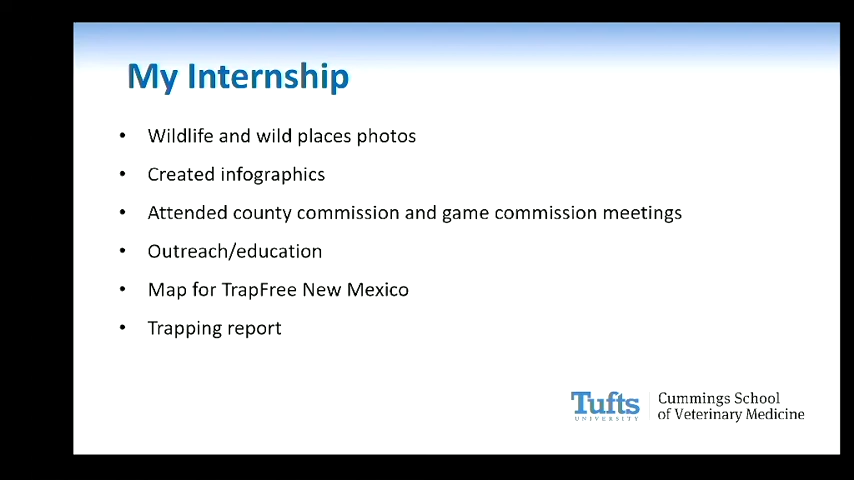 My Internship
• Wildlife and wild places photos
• Created infographics
• Attended county commission and game commission meetings
• Outreach/education
• Map for TrapFree New Mexico
• Trapping report
Tufts
UNIVERSITY
Cummings School
of Veterinary Medicine